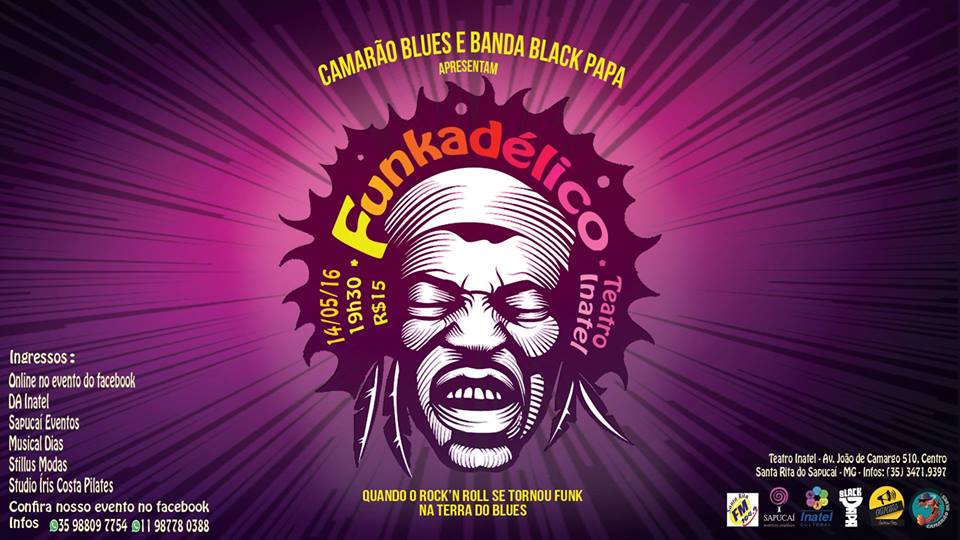 CAMARÃO BLUES E BANDA BLACK PAPA
APRESENTAM
Funkadélico
14/05/16
19h30
R$15
Teatro
Inatel
Ingressos :
Online no evento do facebook
DA Inatel
Sapucaí Eventos
Musical Dias
Stillus Modas
Studio Íris Costa Pilates
Confira nosso evento no facebook
Infos 35 98809 7754 11 98778 0388
QUANDO O ROCK'N ROLL SE TORNOU FUNK
NA TERRA DO BLUES
Teatro Inatel - Av. João de Camargo 510, Centro
Santa Rita do Sapucaí - MG - Infos: (35) 3471,9397
FM
SAPUCAÍ
Inatel
CULTURAL
BLACK
PAPA